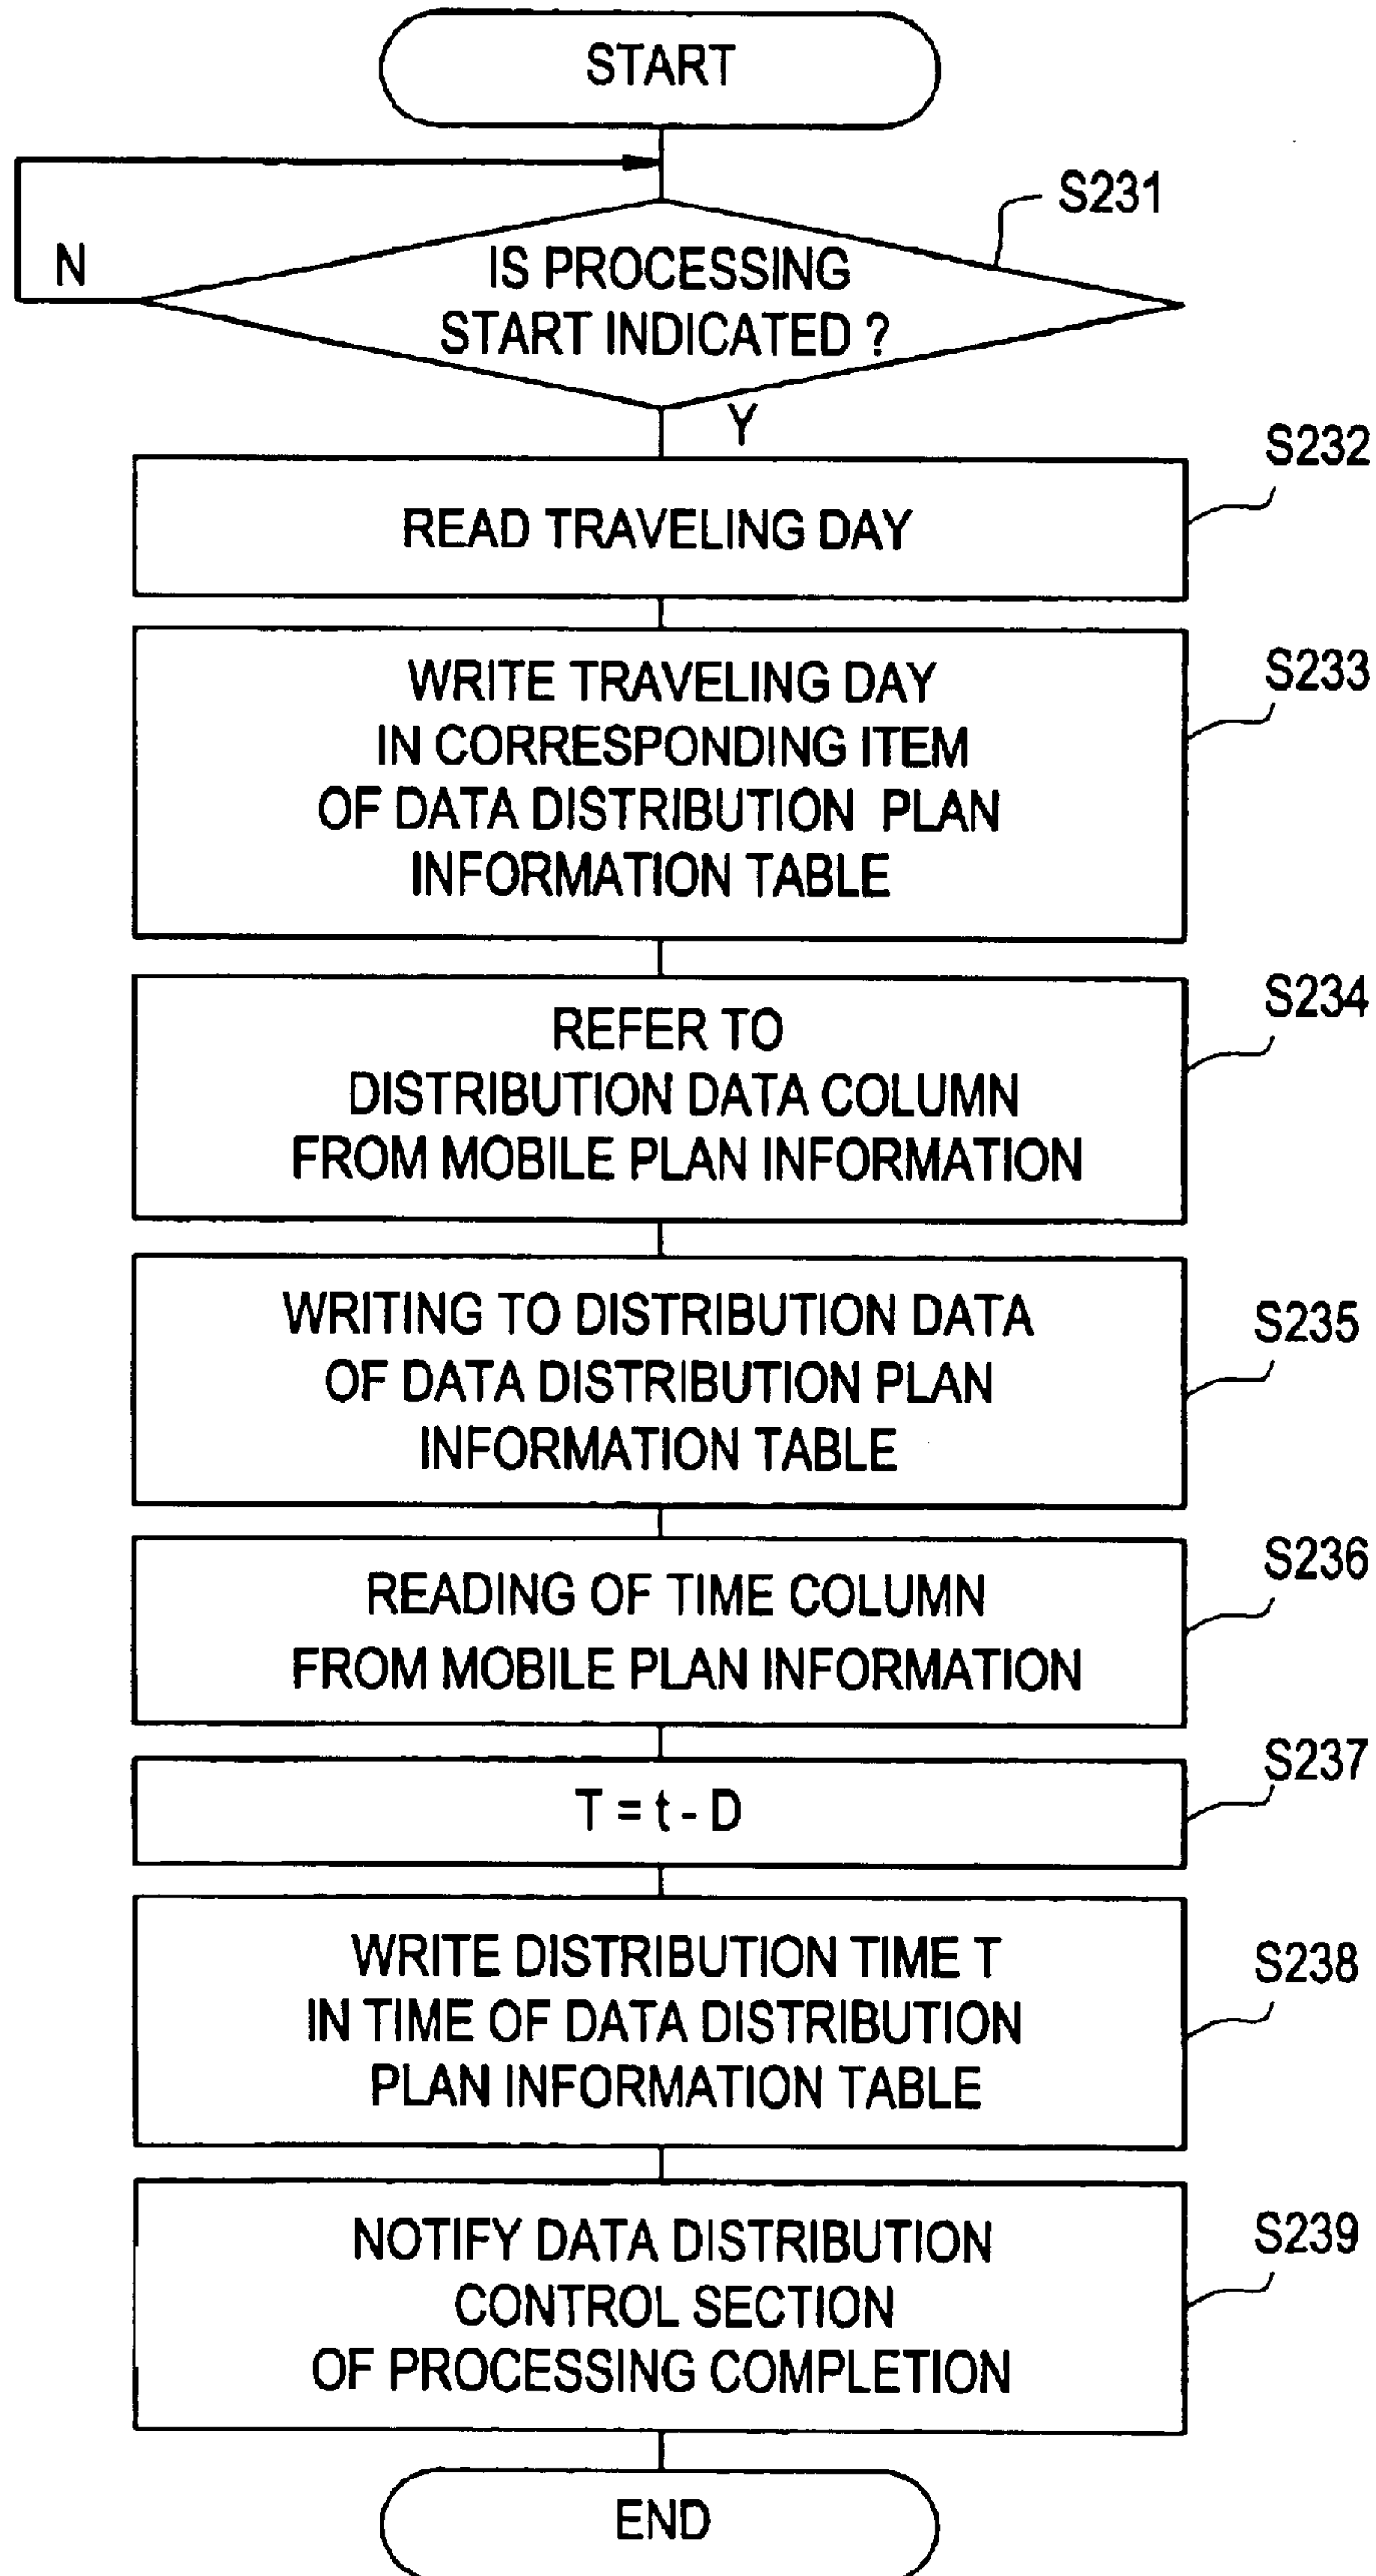 START
S231
N
IS PROCESSING
START INDICATED ?
Y
S232
READ TRAVELING DAY
S233
WRITE TRAVELING DAY
IN CORRESPONDING ITEM
OF DATA DISTRIBUTION PLAN
INFORMATION TABLE
S234
REFER TO
DISTRIBUTION DATA COLUMN
FROM MOBILE PLAN INFORMATION
S235
WRITING TO DISTRIBUTION DATA
OF DATA DISTRIBUTION PLAN
INFORMATION TABLE
S236
READING OF TIME COLUMN
FROM MOBILE PLAN INFORMATION
S237
T = t - D
S238
WRITE DISTRIBUTION TIME T
IN TIME OF DATA DISTRIBUTION
PLAN INFORMATION TABLE
S239
NOTIFY DATA DISTRIBUTION
CONTROL SECTION
OF PROCESSING COMPLETION
END